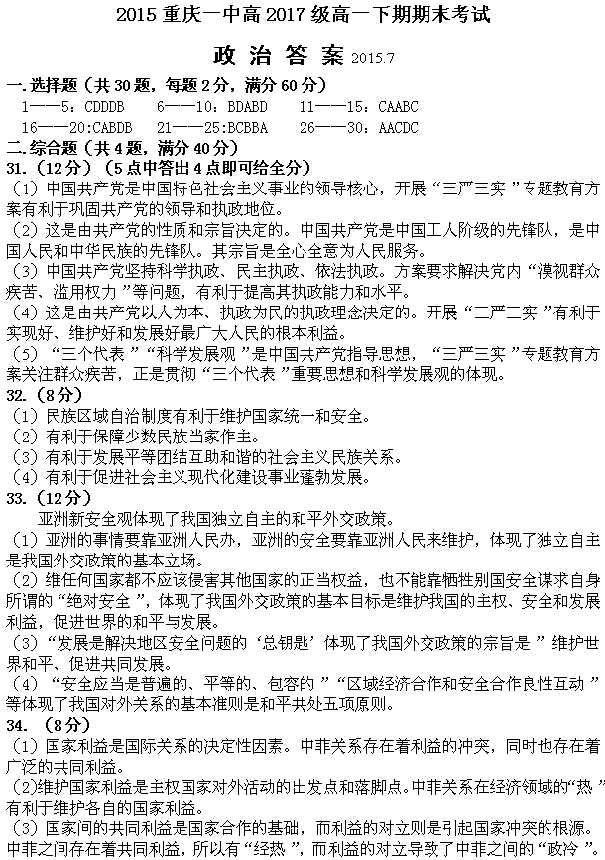 2015重庆一中高2017级高一下期期末考试
政 治 答 案 2015.7
一.选择题（共30题，每题2分，满分60分）
1——5：CDDDB 6——10：BDABD 11——15：CAABC
16——20:CABDB 21——25:BCBBA 26——30：AACDC
二.综合题（共4题，满分40分）
31.（12分）（5点中答出4点即可给全分）
（1）中国共产党是中国特色社会主义事业的领导核心，开展“三严三实”专题教育方
案有利于巩固共产党的领导和执政地位。
（2）这是由共产党的性质和宗旨决定的。中国共产党是中国工人阶级的先锋队，是中
国人民和中华民族的先锋队。其宗旨是全心全意为人民服务。
（3）中国共产党坚持科学执政、民主执政、依法执政。方案要求解决党内“漠视群众
疾苦、滥用权力”等问题，有利于提高其执政能力和水平。
（4）这是由共产党以人为本、执政为民的执政理念决定的。开展“二严二实”有利于
实现好、维护好和发展好最广大人民的根本利益。
（5）“三个代表”“科学发展观”是中国共产党指导思想，“三严三实”专题教育方
案关注群众疾苦，正是贯彻“三个代表”重要思想和科学发展观的体现。
32.（8分）
（1）民族区域自治制度有利于维护国家统一和安全。
（2）有利于保障少数民族当家作主。
（3）有利于发展平等团结互助和谐的社会主义民族关系。
（4）有利于促进社会主义现代化建设事业蓬勃发展。
33.（12分）
亚洲新安全观体现了我国独立自主的和平外交政策。
（1）亚洲的事情要靠亚洲人民办，亚洲的安全要靠亚洲人民来维护，体现了独立自主
是我国外交政策的基本立场。
（2）维任何国家都不应该侵害其他国家的正当权益，也不能靠牺牲别国安全谋求自身
所谓的“绝对安全”，体现了我国外交政策的基本目标是维护我国的主权、安全和发展
利益，促进世界的和平与发展。
（3）“发展是解决地区安全问题的‘总钥匙’体现了我国外交政策的宗旨是”维护世
界和平、促进共同发展。
（4）“安全应当是普遍的、平等的、包容的”“区域经济合作和安全合作良性互动”
等体现了我国对外关系的基本准则是和平共处五项原则。
34.（8分）
（1）国家利益是国际关系的决定性因素。中菲关系存在着利益的冲突，同时也存在着
广泛的共同利益。
（2）维护国家利益是主权国家对外活动的出发点和落脚点。中菲关系在经济领域的“热”
有利于维护各自的国家利益。
（3）国家间的共同利益是国家合作的基础，而利益的对立则是引起国家冲突的根源。
中菲之间存在着共同利益，所以有“经热”，而利益的对立导致了中菲之间的“政冷”。